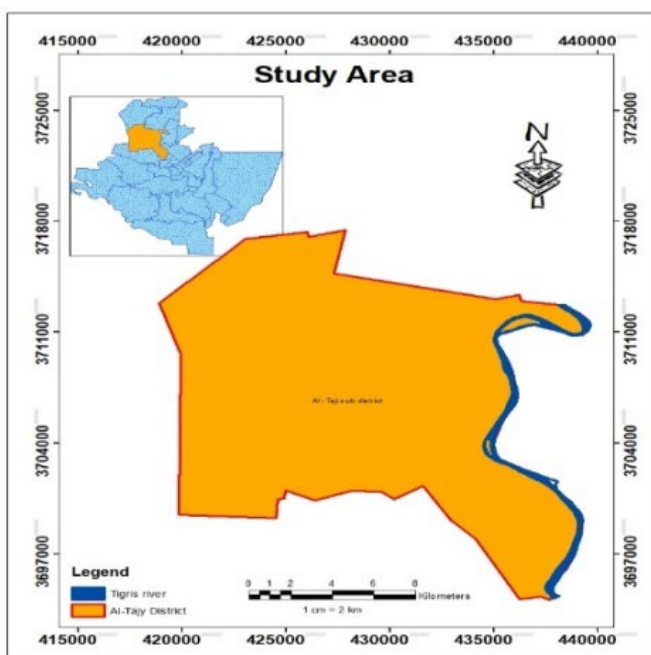 415000 420000 425000 430000 435000 440000
Study Area
N
3725000 3725000
3718000 3718000
3711000 3711000
3704000 3704000
3697000 3697000
Legend
Tigris river
Al-Tajy District
0 1 2 4 6 8
Kilometers
1 cm = 2 km
415000 420000 425000 430000 435000 440000